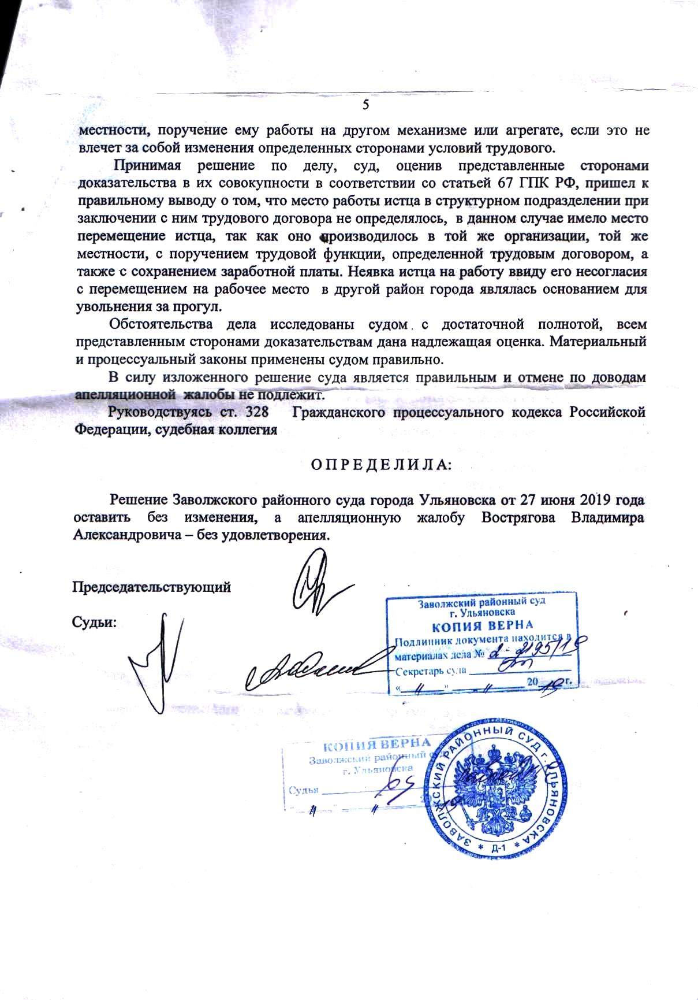 5
местности, поручение ему работы на другом механизме или агрегате, если это не
влечет за собой изменения определенных сторонами условий трудового.
Принимая решение по делу, суд, оценив представленные сторонами
доказательства в их совокупности в соответствии со статьей 67 ГПК РФ, пришел к
правильному выводу о том, что место работы истца в структурном подразделении при
заключении с ним трудового договора не определялось, в данном случае имело место
перемещение истца, так как оно производилось в той же организации, той же
местности, с поручением трудовой функции, определенной трудовым договором, а
также с сохранением заработной платы. Неявка истца на работу ввиду его несогласия
с перемещением на рабочее место в другой район города являлась основанием для
увольнения за прогул.
Обстоятельства дела исследованы судом с достаточной полнотой, всем
представленным сторонами доказательствам дана надлежащая оценка. Материальный
и процессуальный законы применены судом правильно.
В силу изложенного решение суда является правильным и отмене по доводам
апелляционной жалобы не подлежит.
Руководствуясь ст. 328 Гражданского процессуального кодекса Российской
Федерации, судебная коллегия
О П Р Е Д Е Л И Л А:
Решение Заволжского районного суда города Ульяновска от 27 июня 2019 года
оставить без изменения, а апелляционную жалобу Вострягова Владимира
Александровича – без удовлетворения.
Председательствующий
Судьи:
Заволжский районный суд
г. Ульяновска
КОПИЯ ВЕРНА
Подлинник документа находится в
материалах дела № 2-2195/19
Секретарь суда
"____" ____ 2019 г.
КОПИЯ ВЕРНА
Заволжский районный суд
г. Ульяновска
Судья
ЗАВОЛЖСКИЙ РАЙОННЫЙ СУД г. УЛЬЯНОВСКА
* Д-1 *